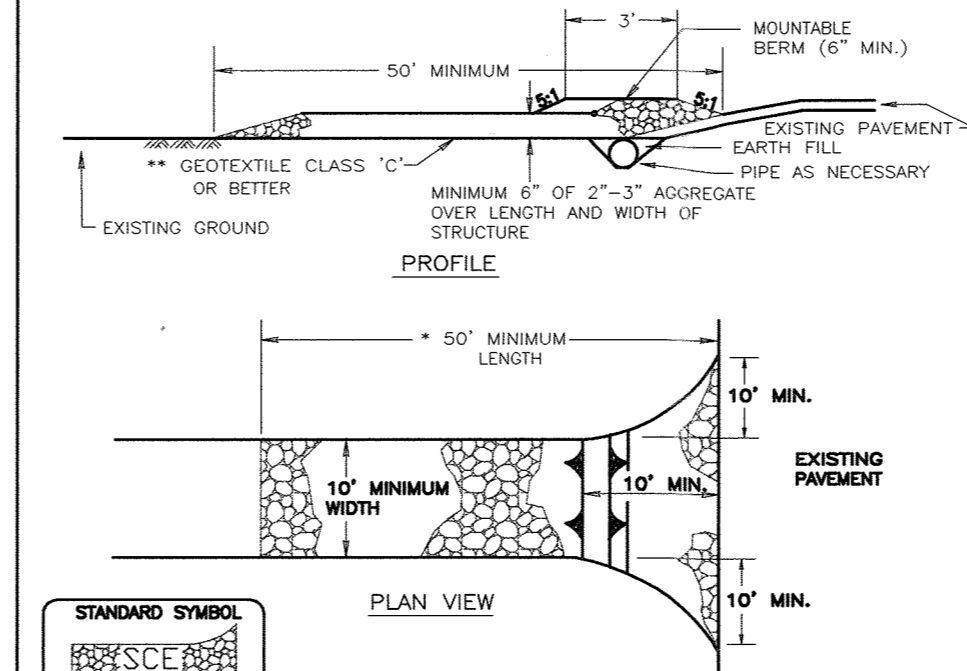 3'
MOUNTABLE
BERM (6" MIN.)
50' MINIMUM
5:1
5:1
EXISTING PAVEMENT
EARTH FILL
** GEOTEXTILE CLASS 'C'
OR BETTER
PIPE AS NECESSARY
MINIMUM 6" OF 2"-3" AGGREGATE
OVER LENGTH AND WIDTH OF
STRUCTURE
EXISTING GROUND
PROFILE
* 50' MINIMUM
LENGTH
10' MIN.
EXISTING
PAVEMENT
10' MINIMUM
WIDTH
10' MIN.
10' MIN.
PLAN VIEW
STANDARD SYMBOL
SCE